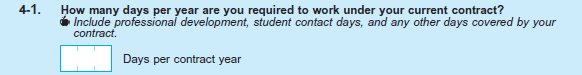 4-1. How many days per year are you required to work under your current contract?
Include professional development, student contact days, and any other days covered by your
contract.
Days per contract year